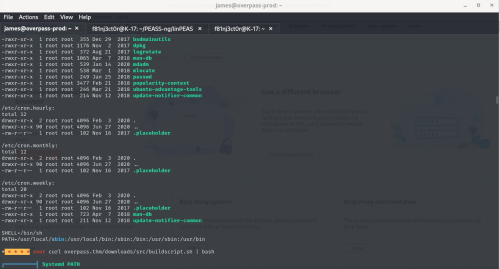 james@overpass-prod: ~
File Actions Edit View Help
james@overpass-prod: ~ × f81nj3ct0r@K-17: ~/PEASS-ng/linPEAS × f81nj3ct0r@K-17: ~ ×
-rwxr-xr-x 1 root root 355 Dec 29 2017 bsdmainutils
-rwxr-xr-x 1 root root 1176 Nov 2 2017 dpkg
-rwxr-xr-x 1 root root 372 Aug 21 2017 logrotate
-rwxr-xr-x 1 root root 1065 Apr 7 2018 man-db
-rwxr-xr-x 1 root root 539 Jan 14 2020 mdadm
-rwxr-xr-x 1 root root 538 Mar 1 2018 mlocate
-rwxr-xr-x 1 root root 249 Jan 25 2018 passwd
-rwxr-xr-x 1 root root 3477 Feb 21 2018 popularity-contest
-rwxr-xr-x 1 root root 246 Mar 21 2018 ubuntu-advantage-tools
-rwxr-xr-x 1 root root 214 Nov 12 2018 update-notifier-common
/etc/cron.hourly:
total 12
drwxr-xr-x 2 root root 4096 Feb 3 2020 .
drwxr-xr-x 90 root root 4096 Jun 27 2020 ..
-rw-r--r-- 1 root root 102 Nov 16 2017 .placeholder
/etc/cron.monthly:
total 12
drwxr-xr-x 2 root root 4096 Feb 3 2020 .
drwxr-xr-x 90 root root 4096 Jun 27 2020 ..
-rw-r--r-- 1 root root 102 Nov 16 2017 .placeholder
/etc/cron.weekly:
total 20
drwxr-xr-x 2 root root 4096 Feb 3 2020 .
drwxr-xr-x 90 root root 4096 Jun 27 2020 ..
-rw-r--r-- 1 root root 102 Nov 16 2017 .placeholder
-rwxr-xr-x 1 root root 723 Apr 7 2018 man-db
-rwxr-xr-x 1 root root 211 Nov 12 2018 update-notifier-common
SHELL=/bin/sh
PATH=/usr/local/sbin:/usr/local/bin:/sbin:/bin:/usr/sbin:/usr/bin
* * * * * root curl overpass.thm/downloads/src/buildscript.sh | bash
Systemd PATH